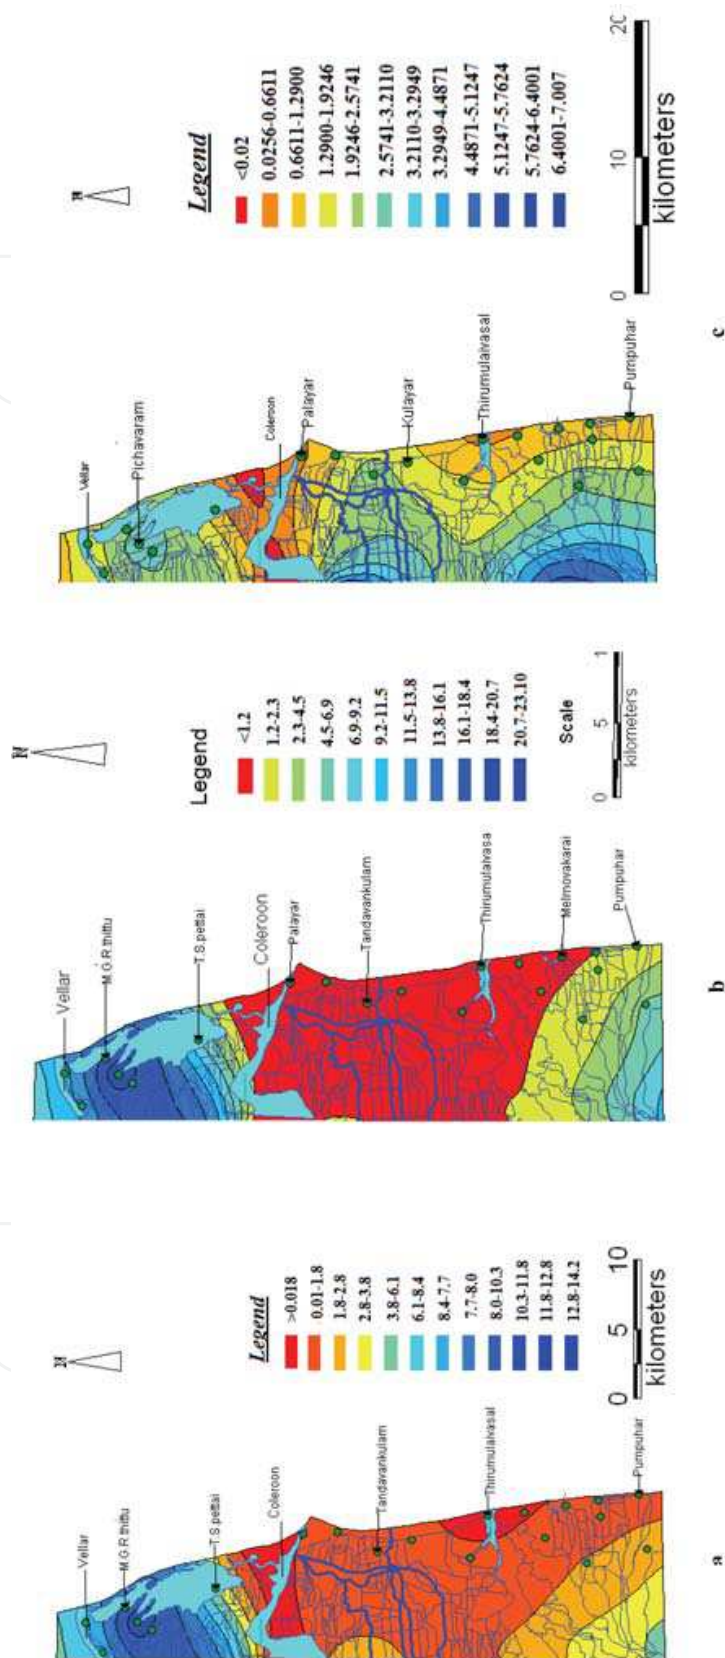 N
Legend
<0.02
0.0256-0.6611
0.6611-1.2900
1.2900-1.9246
1.9246-2.5741
2.5741-3.2110
3.2110-3.2949
3.2949-4.4871
4.4871-5.1247
5.1247-5.7624
5.7624-6.4001
6.4001-7.007
0 10
kilometers
Vellar
Pichavaram
Coleroon
Palayar
Kulayar
Thirumulaivasal
Pumpuhar
c
N
Legend
<1.2
1.2-2.3
2.3-4.5
4.5-6.9
6.9-9.2
9.2-11.5
11.5-13.8
13.8-16.1
16.1-18.4
18.4-20.7
20.7-23.10
Scale
0 5 1
kilometers
Vellar
M.G.R.thittu
T.S.pettai
Coleroon
Palayar
Tandavankulam
Thirumulaivasa
Melmovakarai
Pumpuhar
b
N
Legend
>0.018
0.01-1.8
1.8-2.8
2.8-3.8
3.8-6.1
6.1-8.4
8.4-7.7
7.7-8.0
8.0-10.3
10.3-11.8
11.8-12.8
12.8-14.2
0 5 10
kilometers
Vellar
M.G.R.thittu
T.S.pettai
Coleroon
Tandavankulam
Thirumulaivasal
Pumpuhar
a